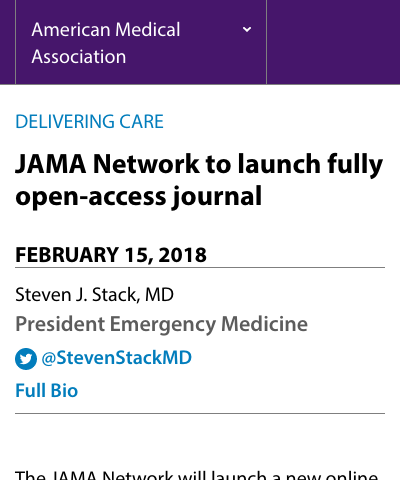 American Medical
Association
DELIVERING CARE
JAMA Network to launch fully
open-access journal
FEBRUARY 15, 2018
Steven J. Stack, MD
President Emergency Medicine
@StevenStackMD
Full Bio
The JAMA Network will launch a new online